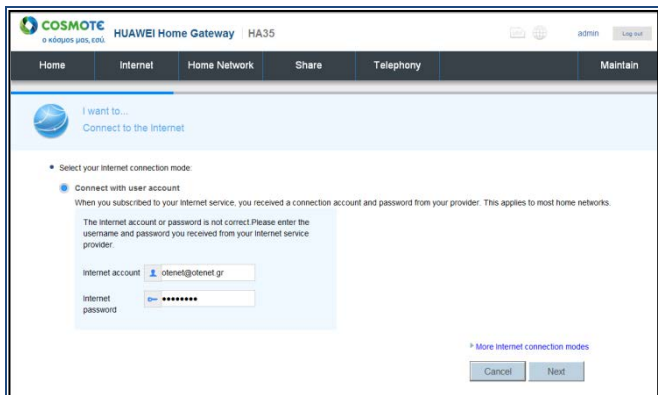 COSMOTE
ο κόσμος μας, εσύ.
HUAWEI Home Gateway HA35
admin
Log out
Home Internet Home Network Share Telephony Maintain
I want to...
Connect to the Internet
Select your Internet connection mode:
Connect with user account
When you subscribed to your Internet service, you received a connection account and password from your provider. This applies to most home networks.
The Internet account or password is not correct.Please enter the
username and password you received from your Internet service
provider.
Internet account otenet@otenet.gr
Internet
password ••••••••
More Internet connection modes
Cancel Next